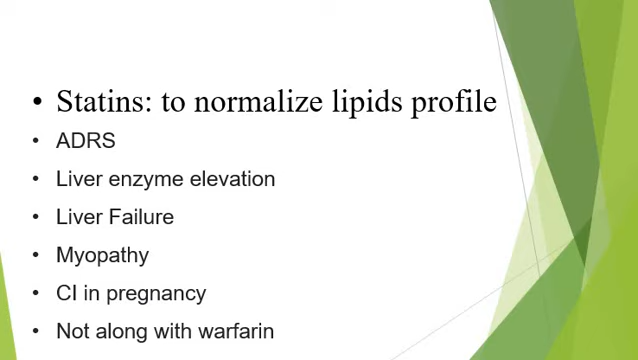 • Statins: to normalize lipids profile
• ADRS
• Liver enzyme elevation
• Liver Failure
• Myopathy
• CI in pregnancy
• Not along with warfarin